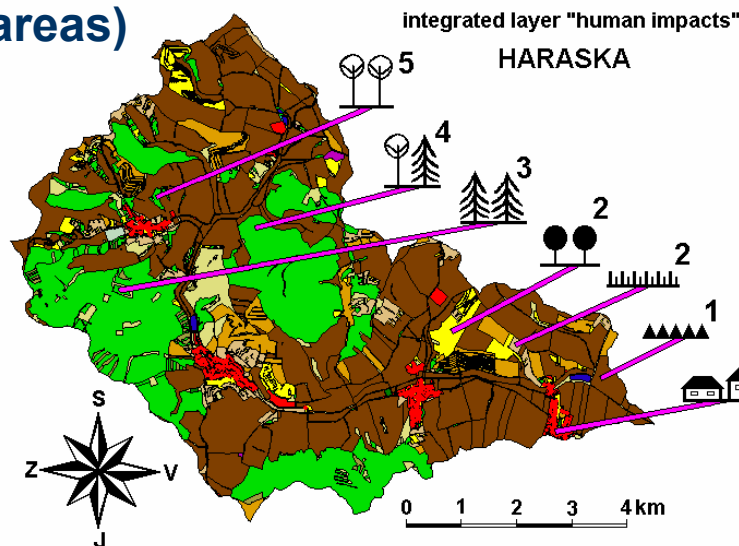 areas)
integrated layer "human impacts"
HARASKA
5
4
3
2
2
1
S
Z V
J
0 1 2 3 4 km